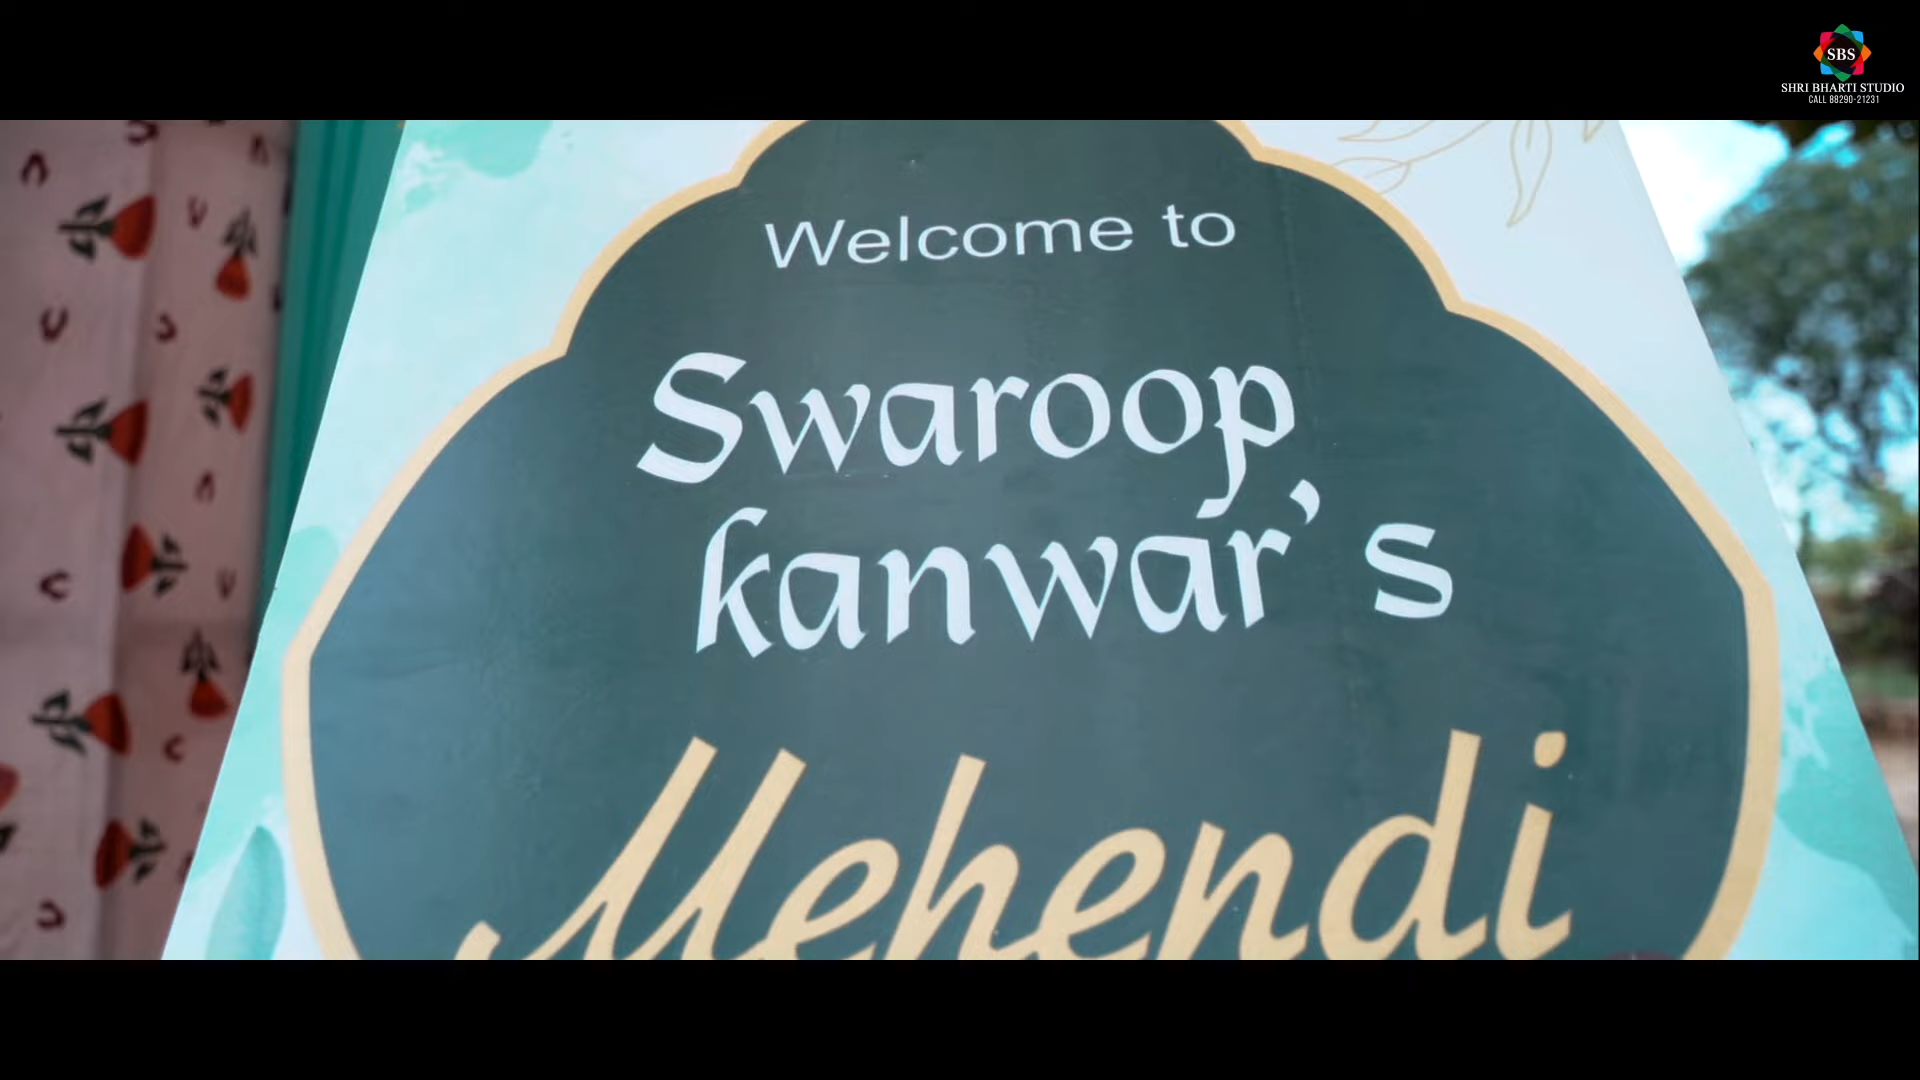 SBS
SHRI BHARTI STUDIO
CALL 88290-21231
Welcome to
Swaroop
kanwar's
Mehendi